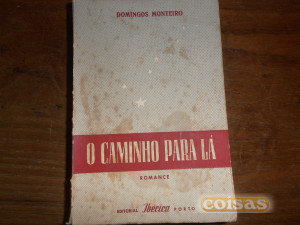 DOMINGOS MONTEIRO
O CAMINHO PARA LÁ
ROMANCE
EDITORIAL Ibérica PORTO
coisas